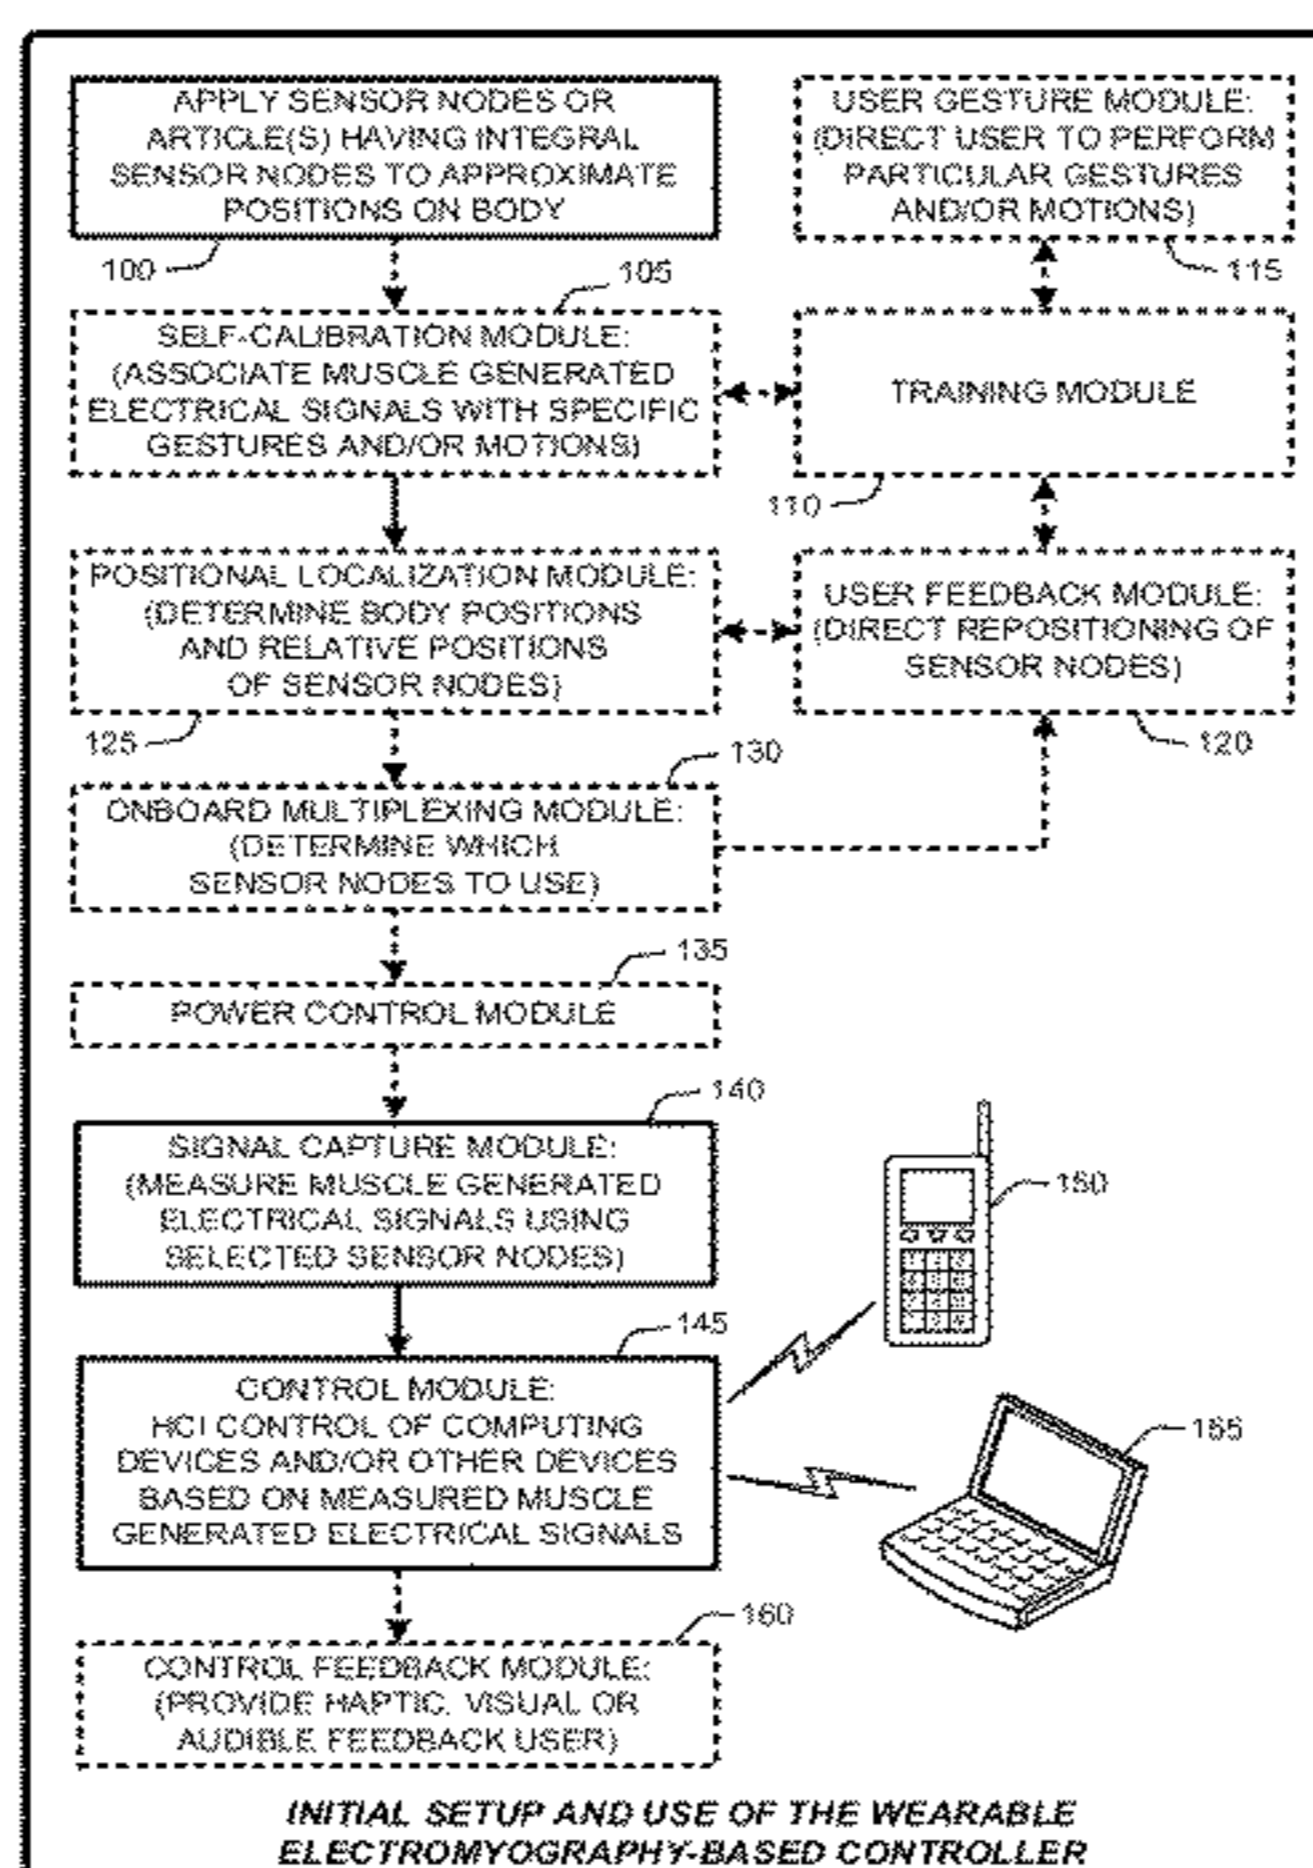 APPLY SENSOR NODES OR
ARTICLE(S) HAVING INTEGRAL
SENSOR NODES TO APPROXIMATE
POSITIONS ON BODY
100
USER GESTURE MODULE:
(DIRECT USER TO PERFORM
PARTICULAR GESTURES
AND/OR MOTIONS)
115
105
SELF-CALIBRATION MODULE:
(ASSOCIATE MUSCLE GENERATED
ELECTRICAL SIGNALS WITH SPECIFIC
GESTURES AND/OR MOTIONS)
TRAINING MODULE
110
POSITIONAL LOCALIZATION MODULE:
(DETERMINE BODY POSITIONS
AND RELATIVE POSITIONS
OF SENSOR NODES)
125
USER FEEDBACK MODULE:
(DIRECT REPOSITIONING OF
SENSOR NODES)
120
130
ONBOARD MULTIPLEXING MODULE:
(DETERMINE WHICH
SENSOR NODES TO USE)
135
POWER CONTROL MODULE
140
SIGNAL CAPTURE MODULE:
(MEASURE MUSCLE GENERATED
ELECTRICAL SIGNALS USING
SELECTED SENSOR NODES)
150
145
CONTROL MODULE:
HCI CONTROL OF COMPUTING
DEVICES AND/OR OTHER DEVICES
BASED ON MEASURED MUSCLE
GENERATED ELECTRICAL SIGNALS
155
160
CONTROL FEEDBACK MODULE:
(PROVIDE HAPTIC, VISUAL OR
AUDIBLE FEEDBACK USER)
INITIAL SETUP AND USE OF THE WEARABLE
ELECTROMYOGRAPHY-BASED CONTROLLER